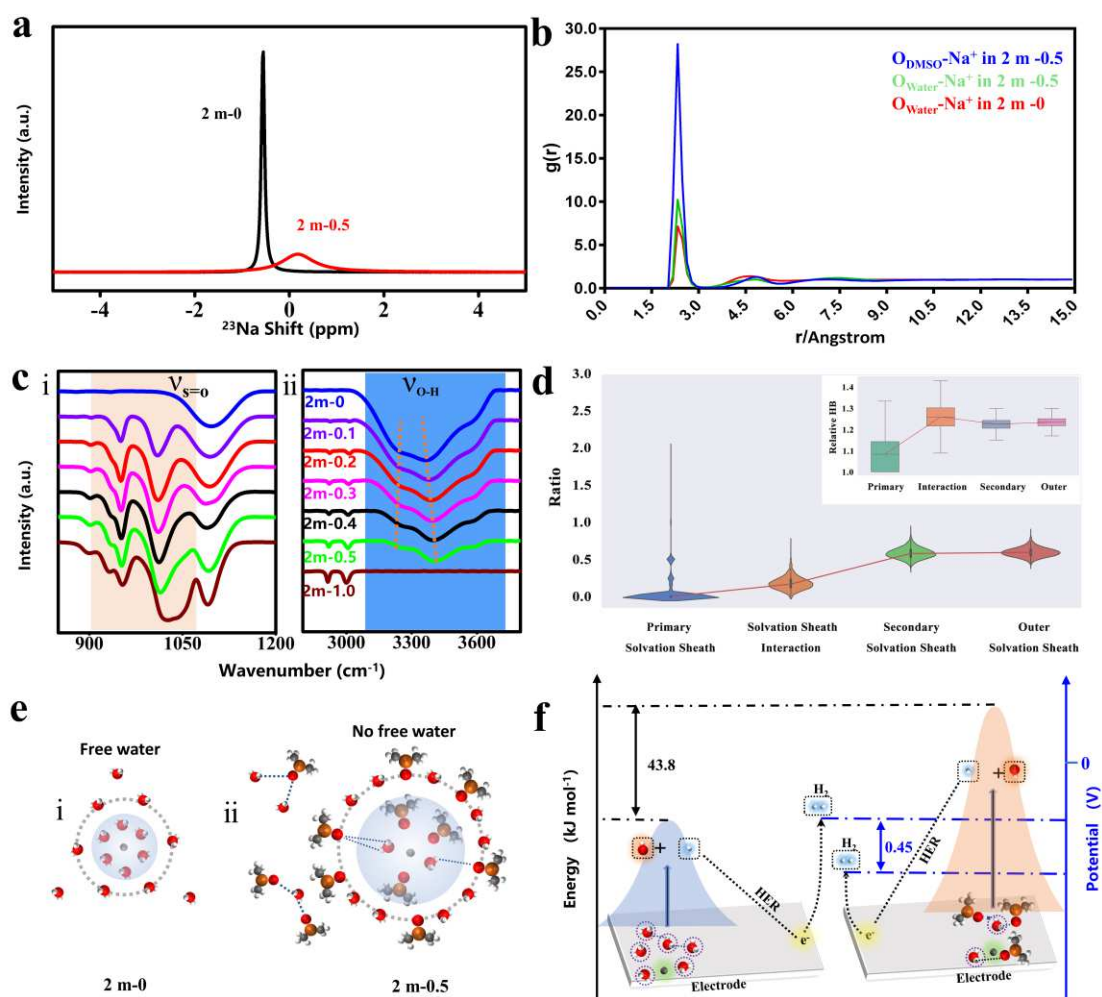 a
Intensity (a.u.)
2 m-0
2 m-0.5
-4
-2
0
2
4
²³Na Shift (ppm)
b
O_DMSO-Na⁺ in 2 m -0.5
O_Water-Na⁺ in 2 m -0.5
O_Water-Na⁺ in 2 m -0
g(r)
30.0
25.0
20.0
15.0
10.0
5.0
0.0
0.0
1.5
3.0
4.5
6.0
7.5
9.0
10.5
12.0
13.5
15.0
r/Angstrom
c
i
ν_s=o
ii
ν_O-H
Intensity (a.u.)
2m-0
2m-0.1
2m-0.2
2m-0.3
2m-0.4
2m-0.5
2m-1.0
900
1050
1200
3000
3300
3600
Wavenumber (cm⁻¹)
d
Ratio
3.0
2.5
2.0
1.5
1.0
0.5
0.0
Relative HB
1.4
1.3
1.2
1.1
1.0
Primary
Interaction
Secondary
Outer
Primary
Solvation Sheath
Solvation Sheath
Interaction
Secondary
Solvation Sheath
Outer
Solvation Sheath
e
Free water
No free water
i
ii
2 m-0
2 m-0.5
f
Energy (kJ mol⁻¹)
43.8
H₂
H₂
0.45
HER
HER
+
+
e⁻
e⁻
Electrode
Electrode
0
Potential (V)